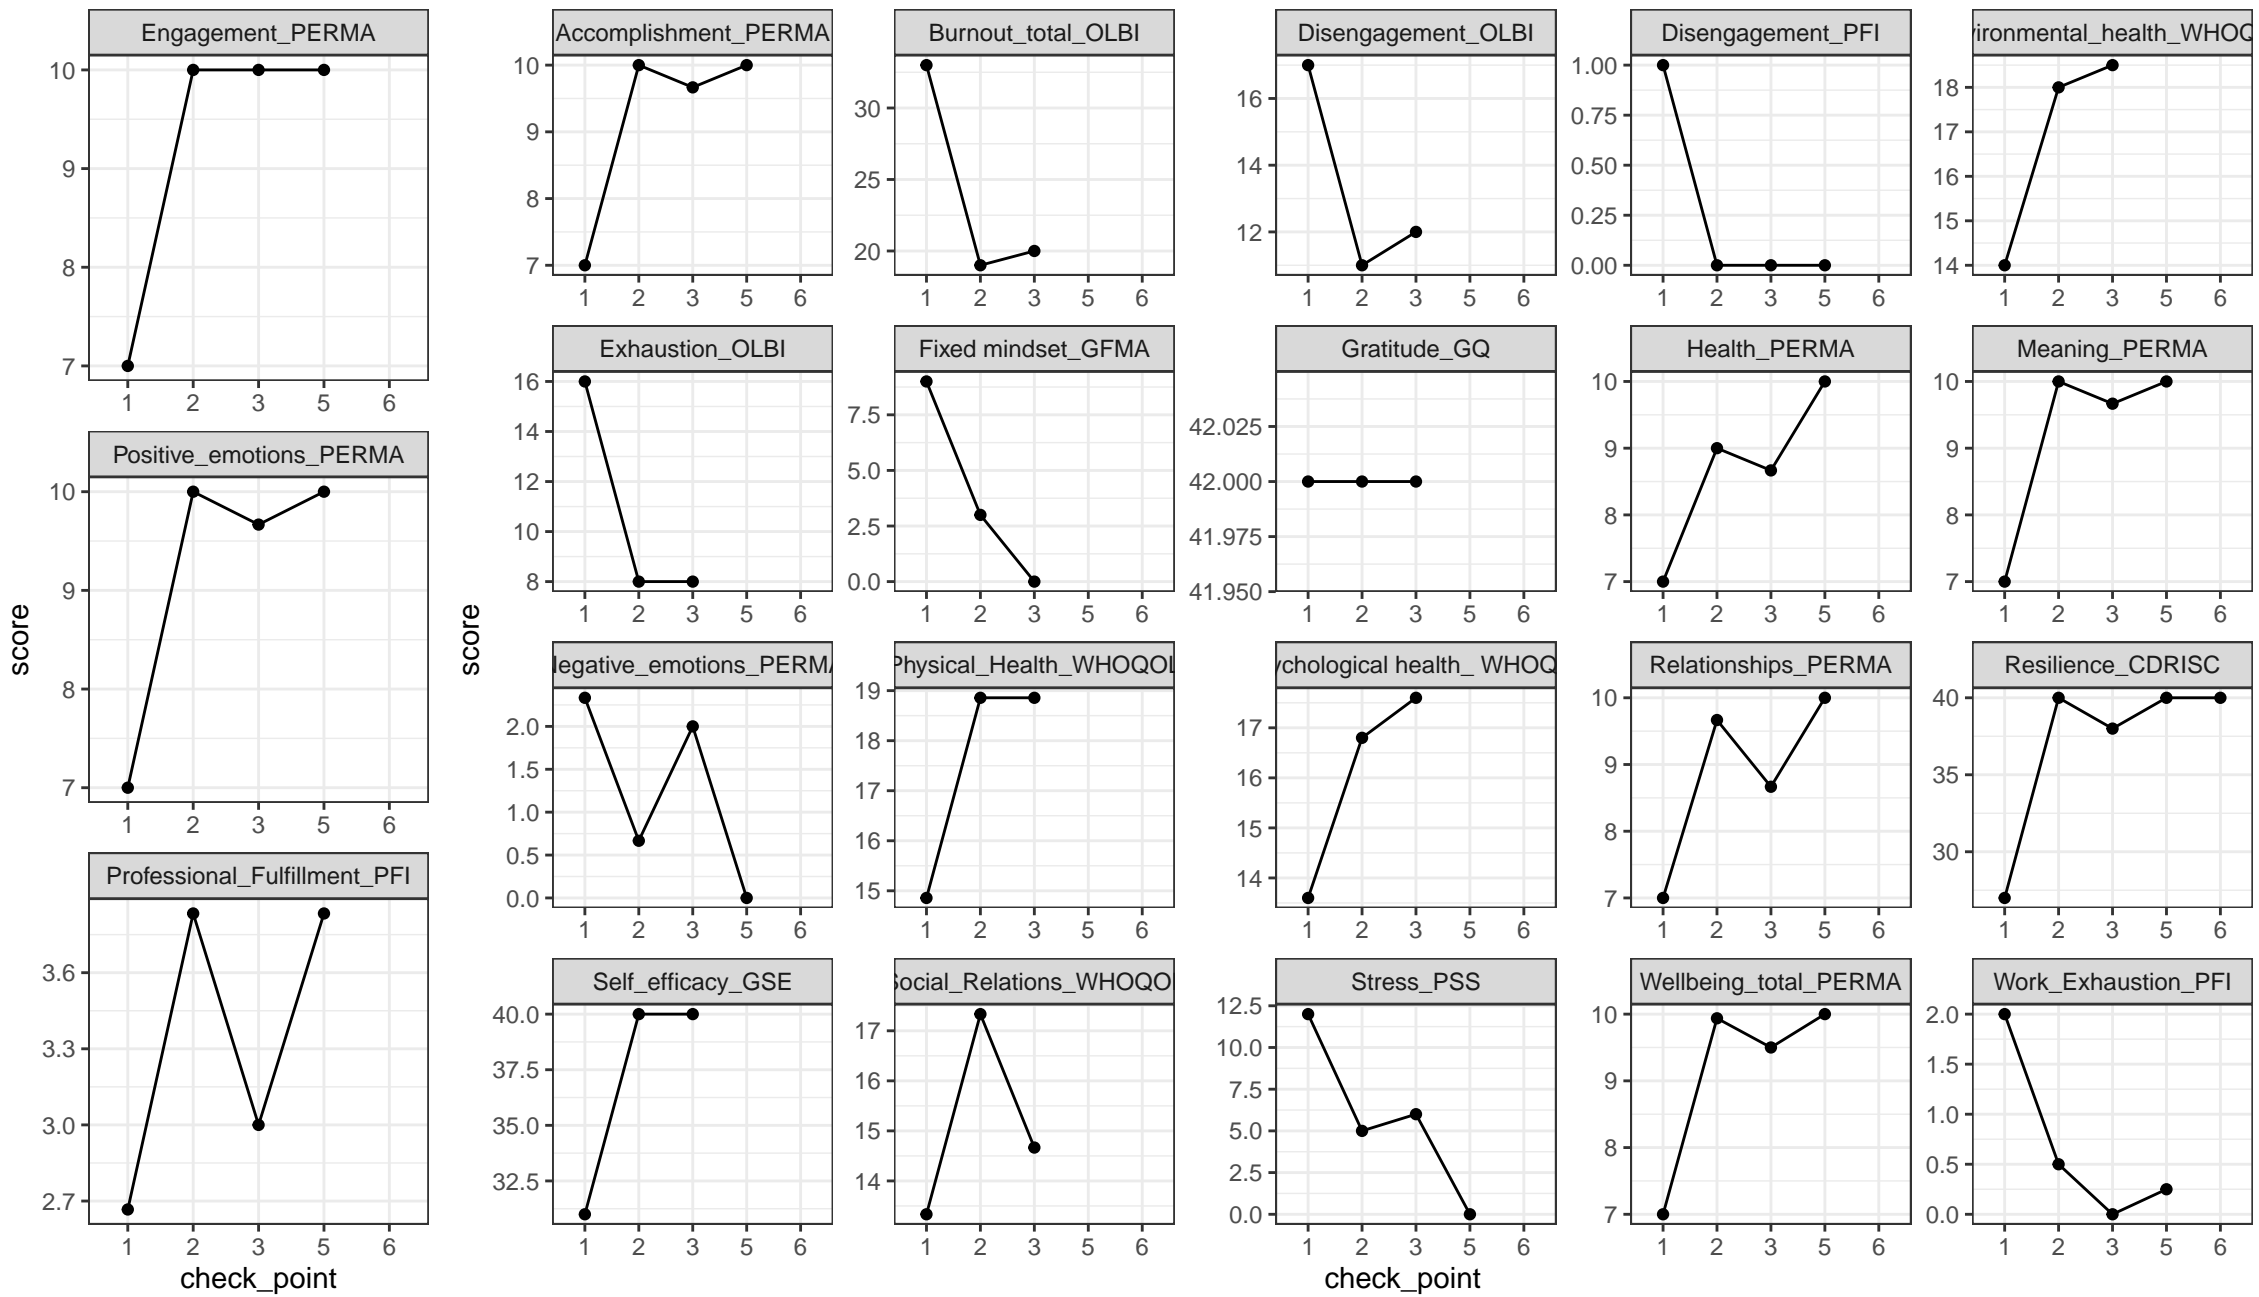 Engagement_PERMA
10
9
8
7
1 2 3 5 6
Positive_emotions_PERMA
10
9
8
7
1 2 3 5 6
Professional_Fulfillment_PFI
3.6
3.3
3.0
2.7
1 2 3 5 6
score
check_point
Accomplishment_PERMA
10
9
8
7
1 2 3 5 6
Burnout_total_OLBI
30
25
20
1 2 3 5 6
Disengagement_OLBI
16
14
12
1 2 3 5 6
Disengagement_PFI
1.00
0.75
0.50
0.25
0.00
1 2 3 5 6
vironmental_health_WHOQ
18
17
16
15
14
1 2 3 5 6
Exhaustion_OLBI
16
14
12
10
8
1 2 3 5 6
Fixed mindset_GFMA
7.5
5.0
2.5
0.0
1 2 3 5 6
Gratitude_GQ
42.025
42.000
41.975
41.950
1 2 3 5 6
Health_PERMA
10
9
8
7
1 2 3 5 6
Meaning_PERMA
10
9
8
7
1 2 3 5 6
legative_emotions_PERMA
2.0
1.5
1.0
0.5
0.0
1 2 3 5 6
Physical_Health_WHOQOL
19
18
17
16
15
1 2 3 5 6
ychological health_ WHOQ
17
16
15
14
1 2 3 5 6
Relationships_PERMA
10
9
8
7
1 2 3 5 6
Resilience_CDRISC
40
35
30
1 2 3 5 6
Self_efficacy_GSE
40.0
37.5
35.0
32.5
1 2 3 5 6
Social_Relations_WHOQO
17
16
15
14
1 2 3 5 6
Stress_PSS
12.5
10.0
7.5
5.0
2.5
0.0
1 2 3 5 6
Wellbeing_total_PERMA
10
9
8
7
1 2 3 5 6
Work_Exhaustion_PFI
2.0
1.5
1.0
0.5
0.0
1 2 3 5 6
score
check_point